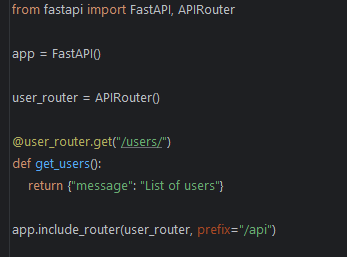 from fastapi import FastAPI, APIRouter
app = FastAPI()
user_router = APIRouter()
@user_router.get("/users/")
def get_users():
    return {"message": "List of users"}
app.include_router(user_router, prefix="/api")